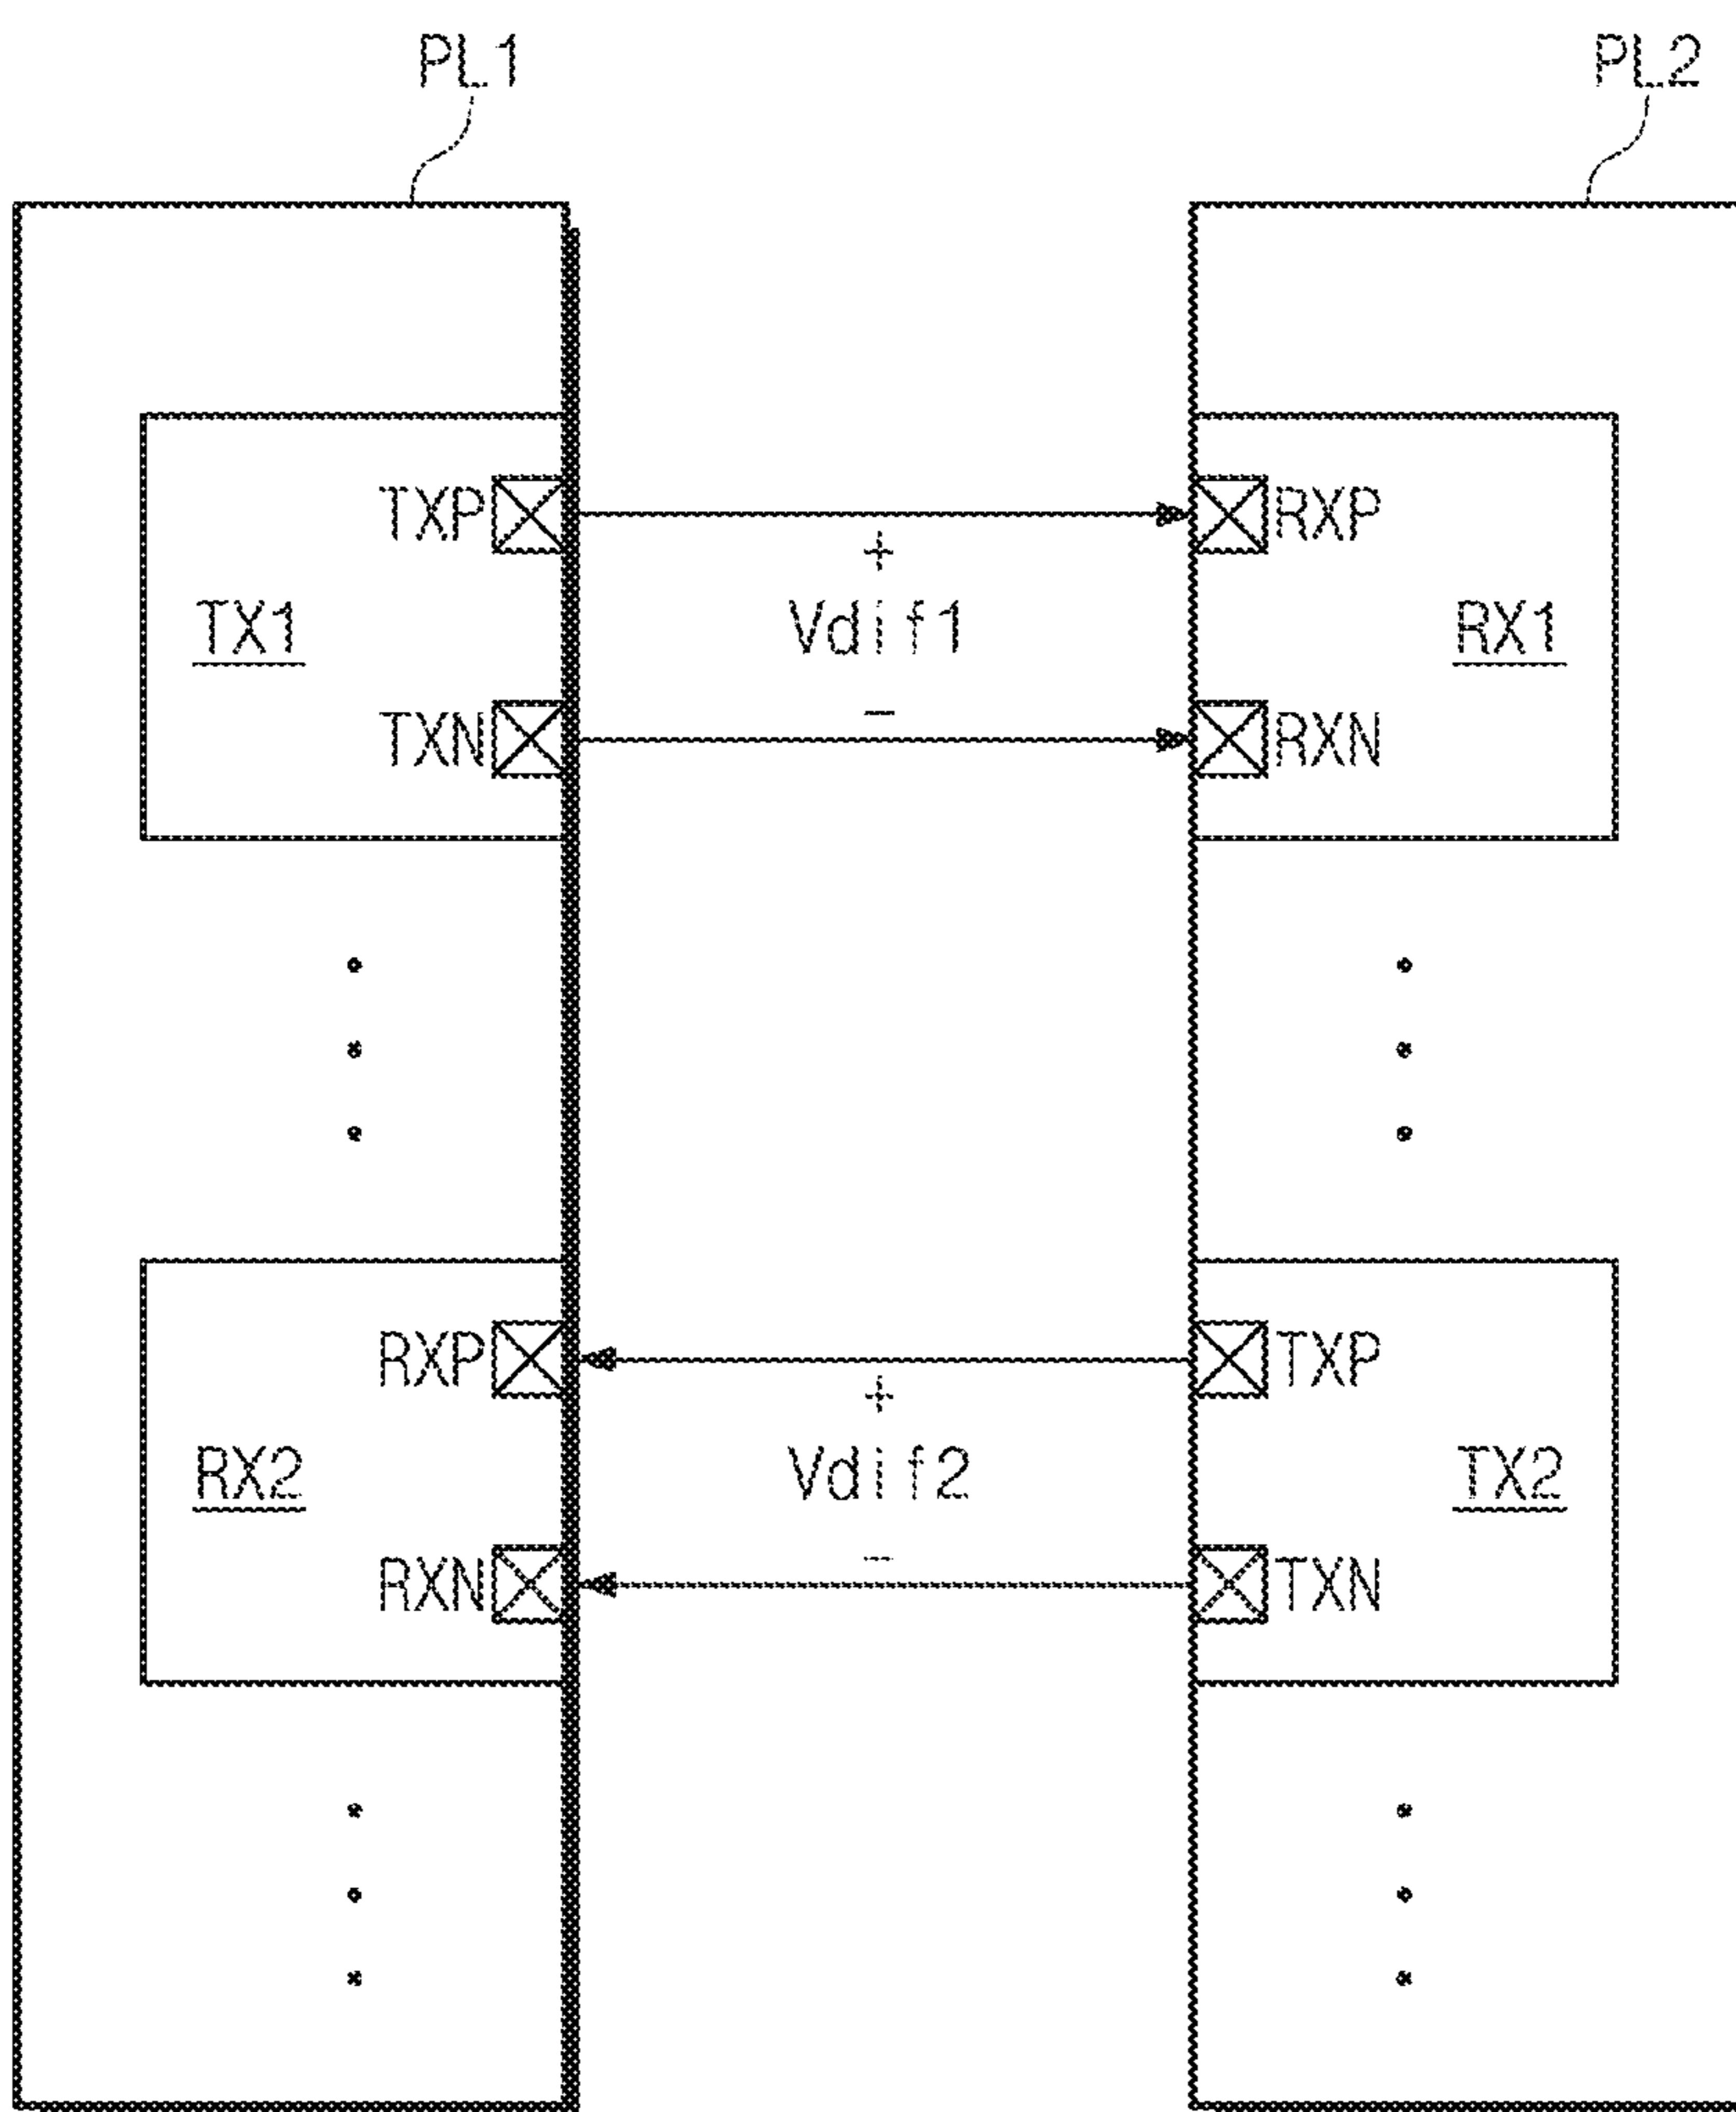 PL1 PL2
TXP RXP
+
TX1 Vdif1 RX1
-
TXN RXN
RXP TXP
+
RX2 Vdif2 TX2
-
RXN TXN